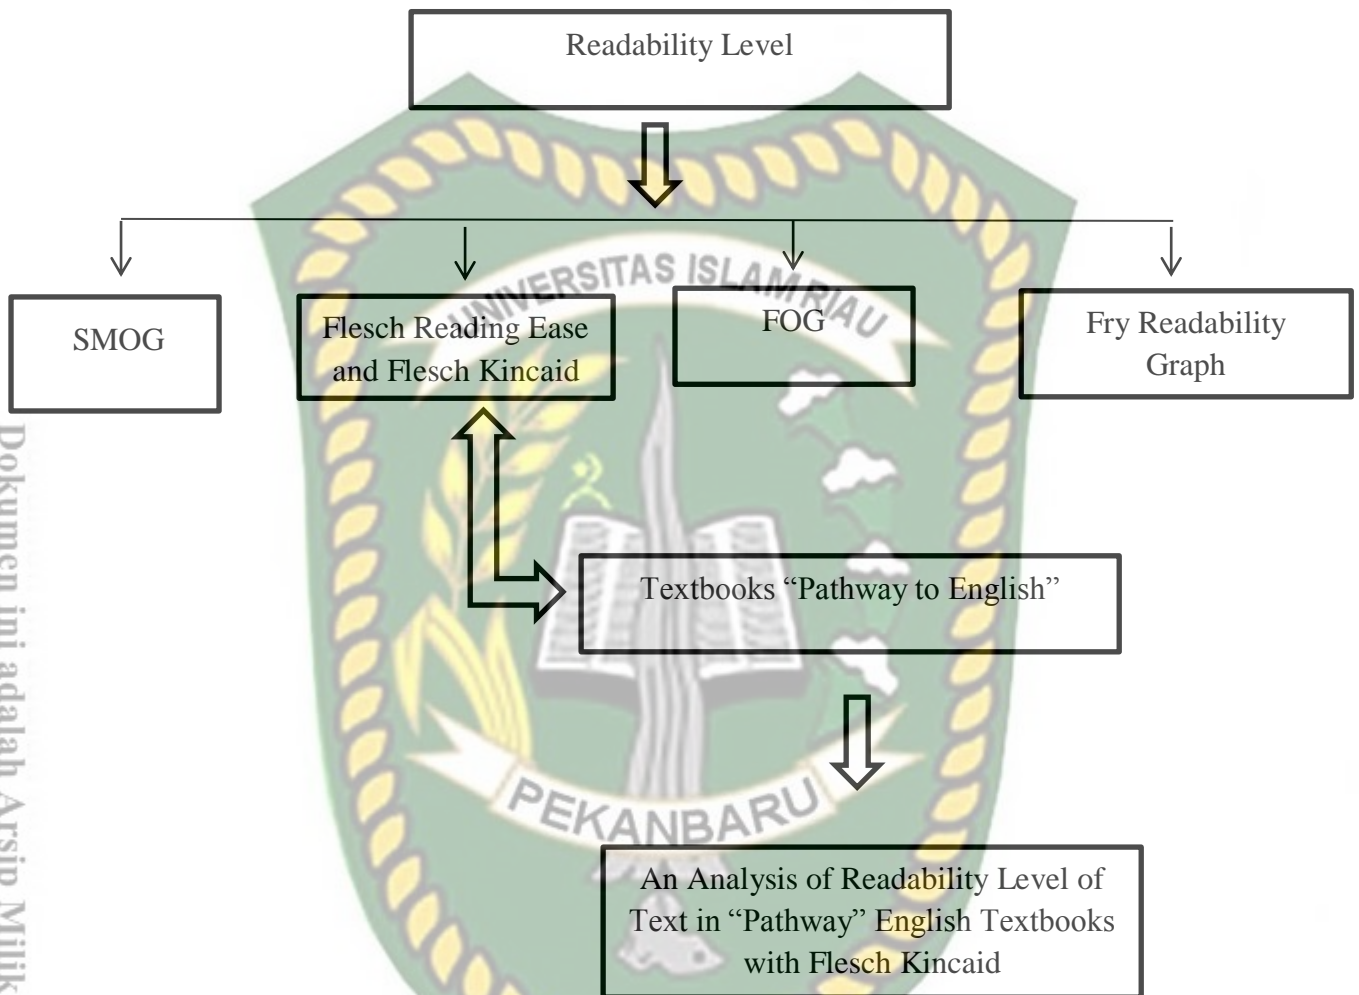 Readability Level
UNIVERSITAS ISLAM RIAU
SMOG
Flesch Reading Ease
and Flesch Kincaid
FOG
Fry Readability
Graph
Textbooks “Pathway to English”
PEKANBARU
An Analysis of Readability Level of
Text in “Pathway” English Textbooks
with Flesch Kincaid
Dokumen ini adalah Arsip Milik